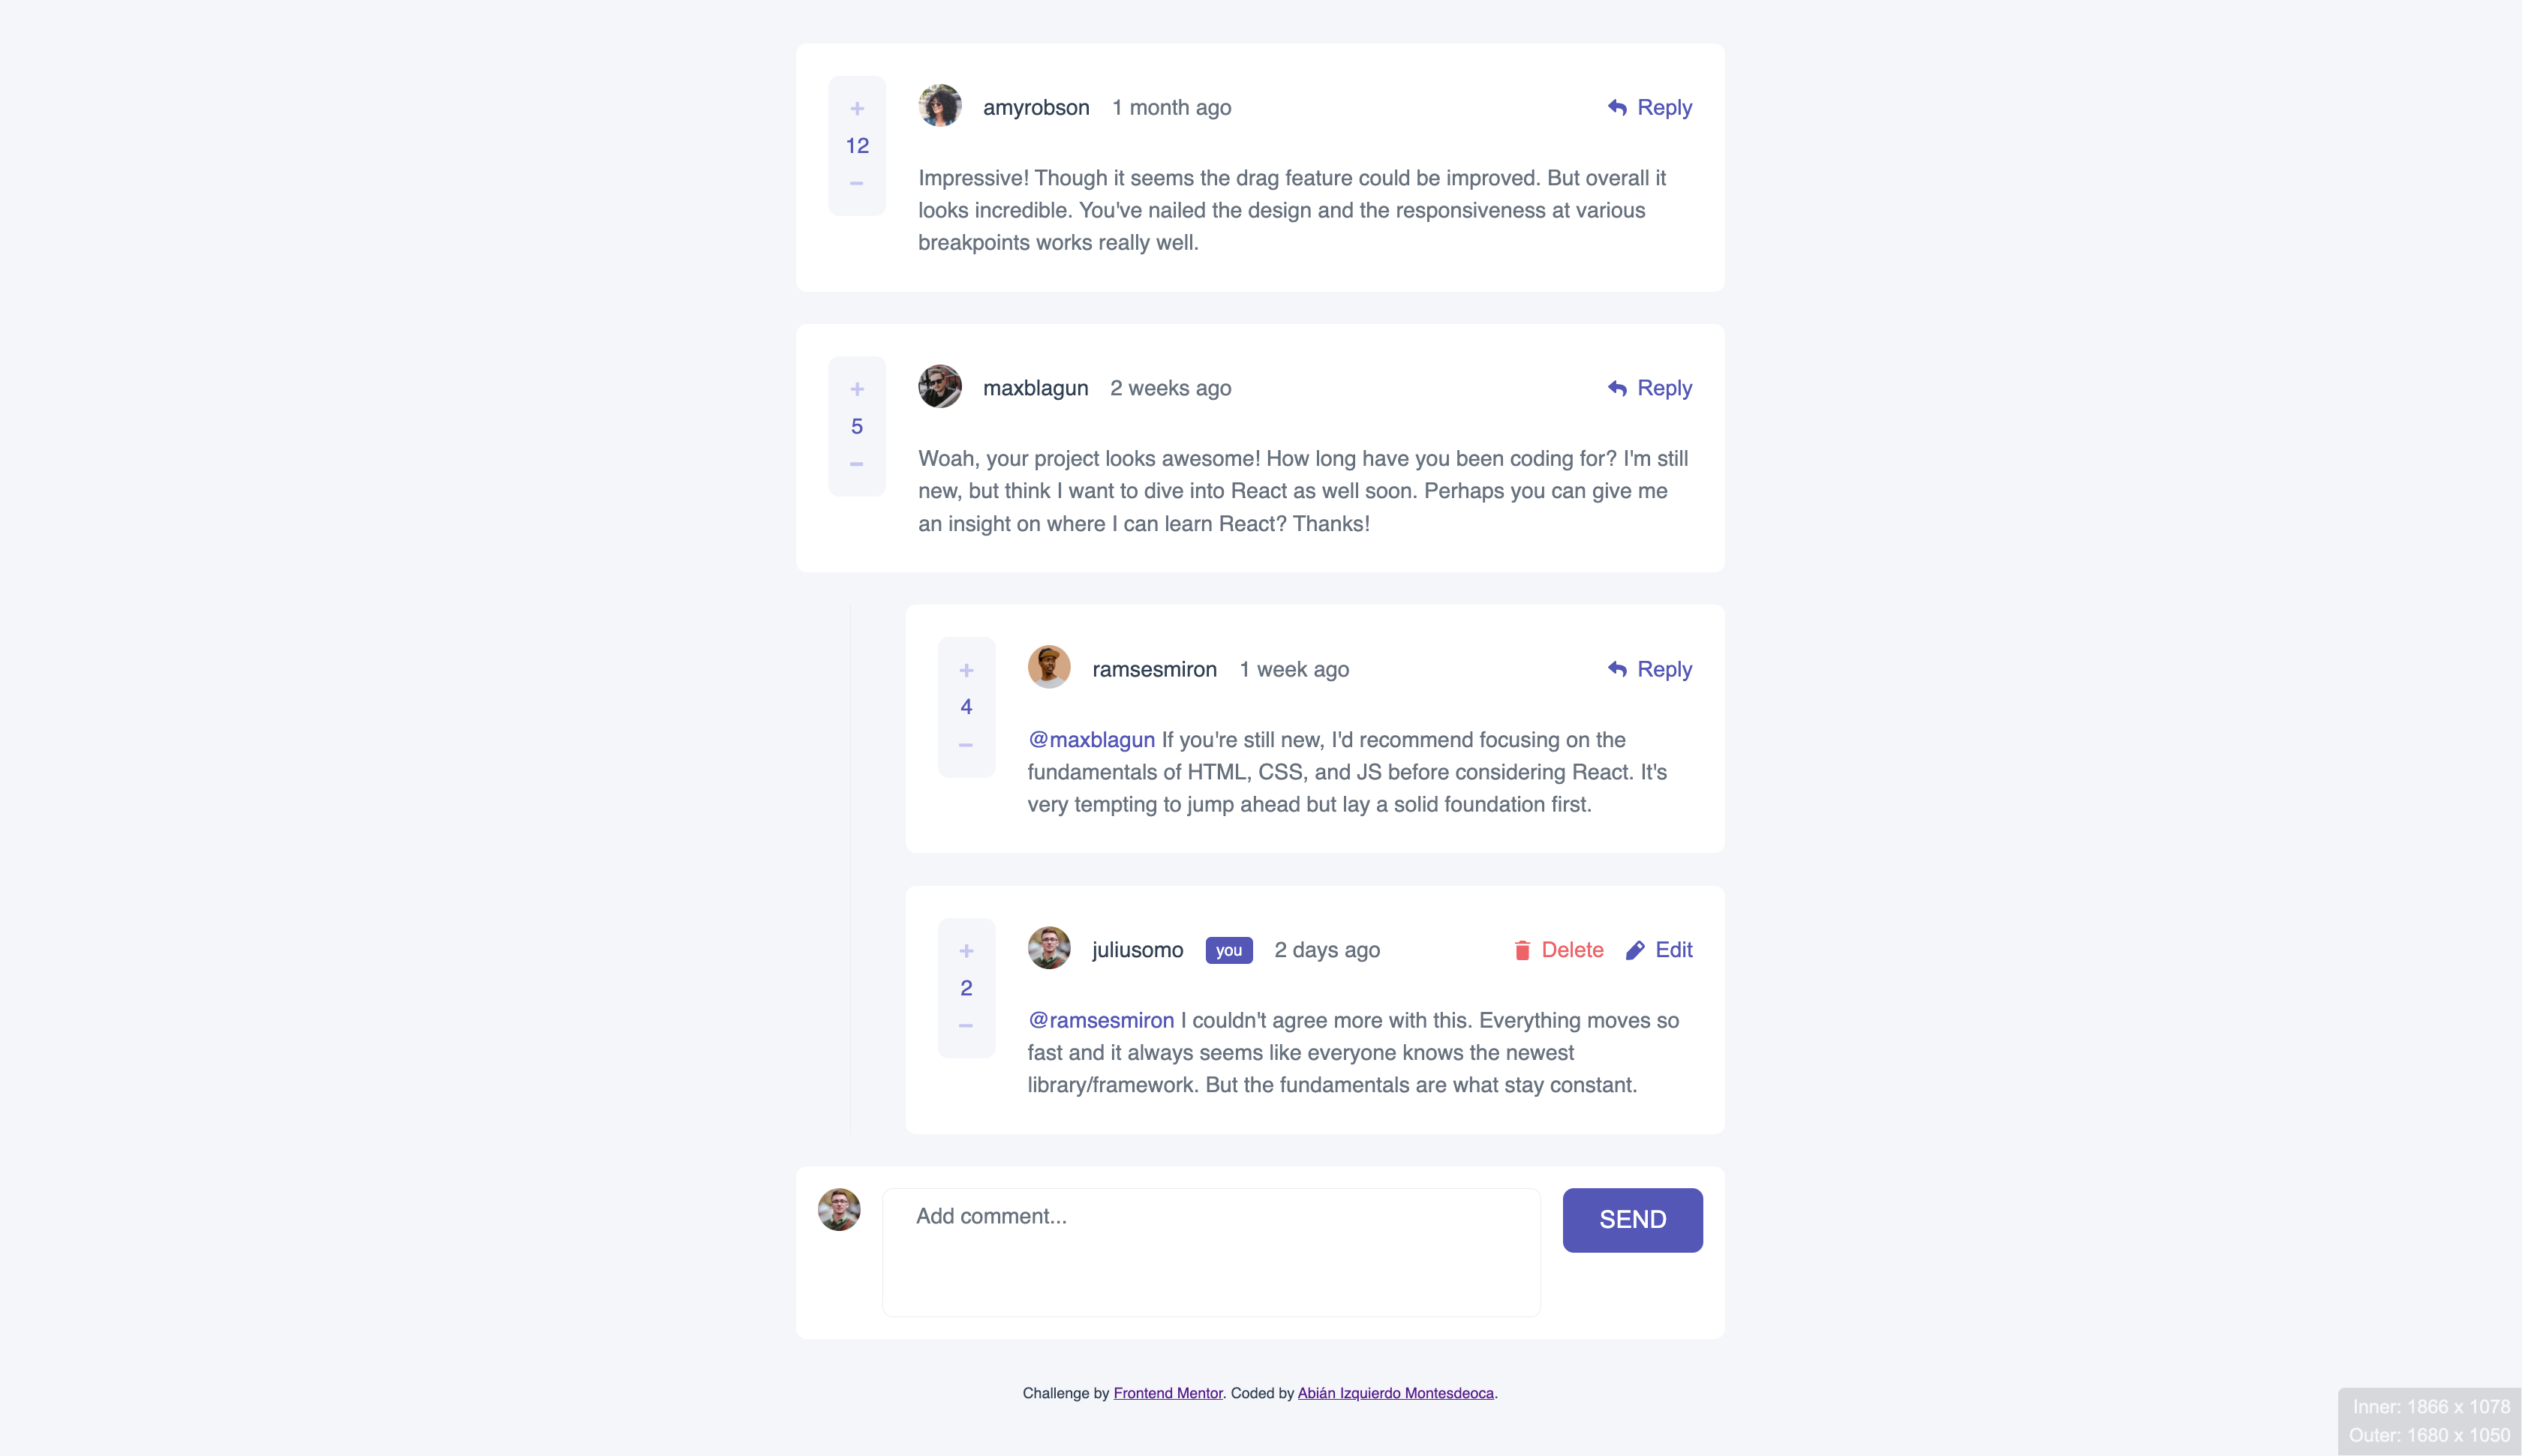 +
12
−
amyrobson 1 month ago
Reply
Impressive! Though it seems the drag feature could be improved. But overall it
looks incredible. You've nailed the design and the responsiveness at various
breakpoints works really well.
+
5
−
maxblagun 2 weeks ago
Reply
Woah, your project looks awesome! How long have you been coding for? I'm still
new, but think I want to dive into React as well soon. Perhaps you can give me
an insight on where I can learn React? Thanks!
+
4
−
ramsesmiron 1 week ago
Reply
@maxblagun If you're still new, I'd recommend focusing on the
fundamentals of HTML, CSS, and JS before considering React. It's
very tempting to jump ahead but lay a solid foundation first.
+
2
−
juliusomo you 2 days ago
Delete Edit
@ramsesmiron I couldn't agree more with this. Everything moves so
fast and it always seems like everyone knows the newest
library/framework. But the fundamentals are what stay constant.
Add comment...
SEND
Challenge by Frontend Mentor. Coded by Abián Izquierdo Montesdeoca.
Inner: 1866 x 1078
Outer: 1680 x 1050